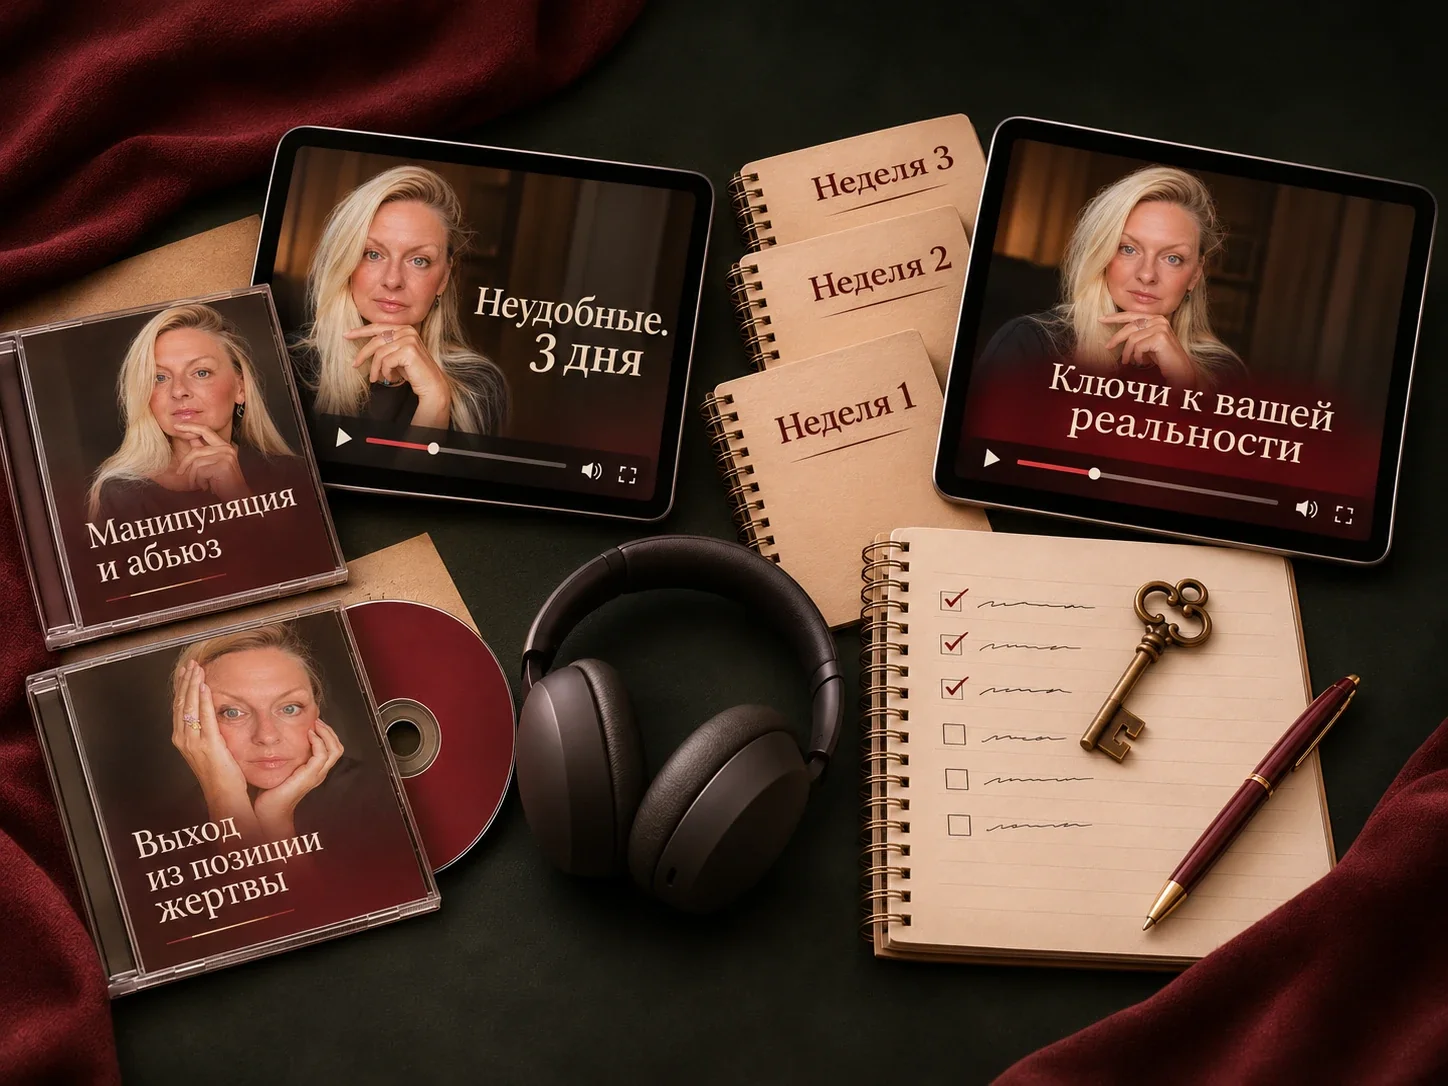 Неудобные.
3 дня
Неделя 3
Неделя 2
Неделя 1
Ключи к вашей
реальности
Манипуляция
и абьюз
Выход
из позиции
жертвы